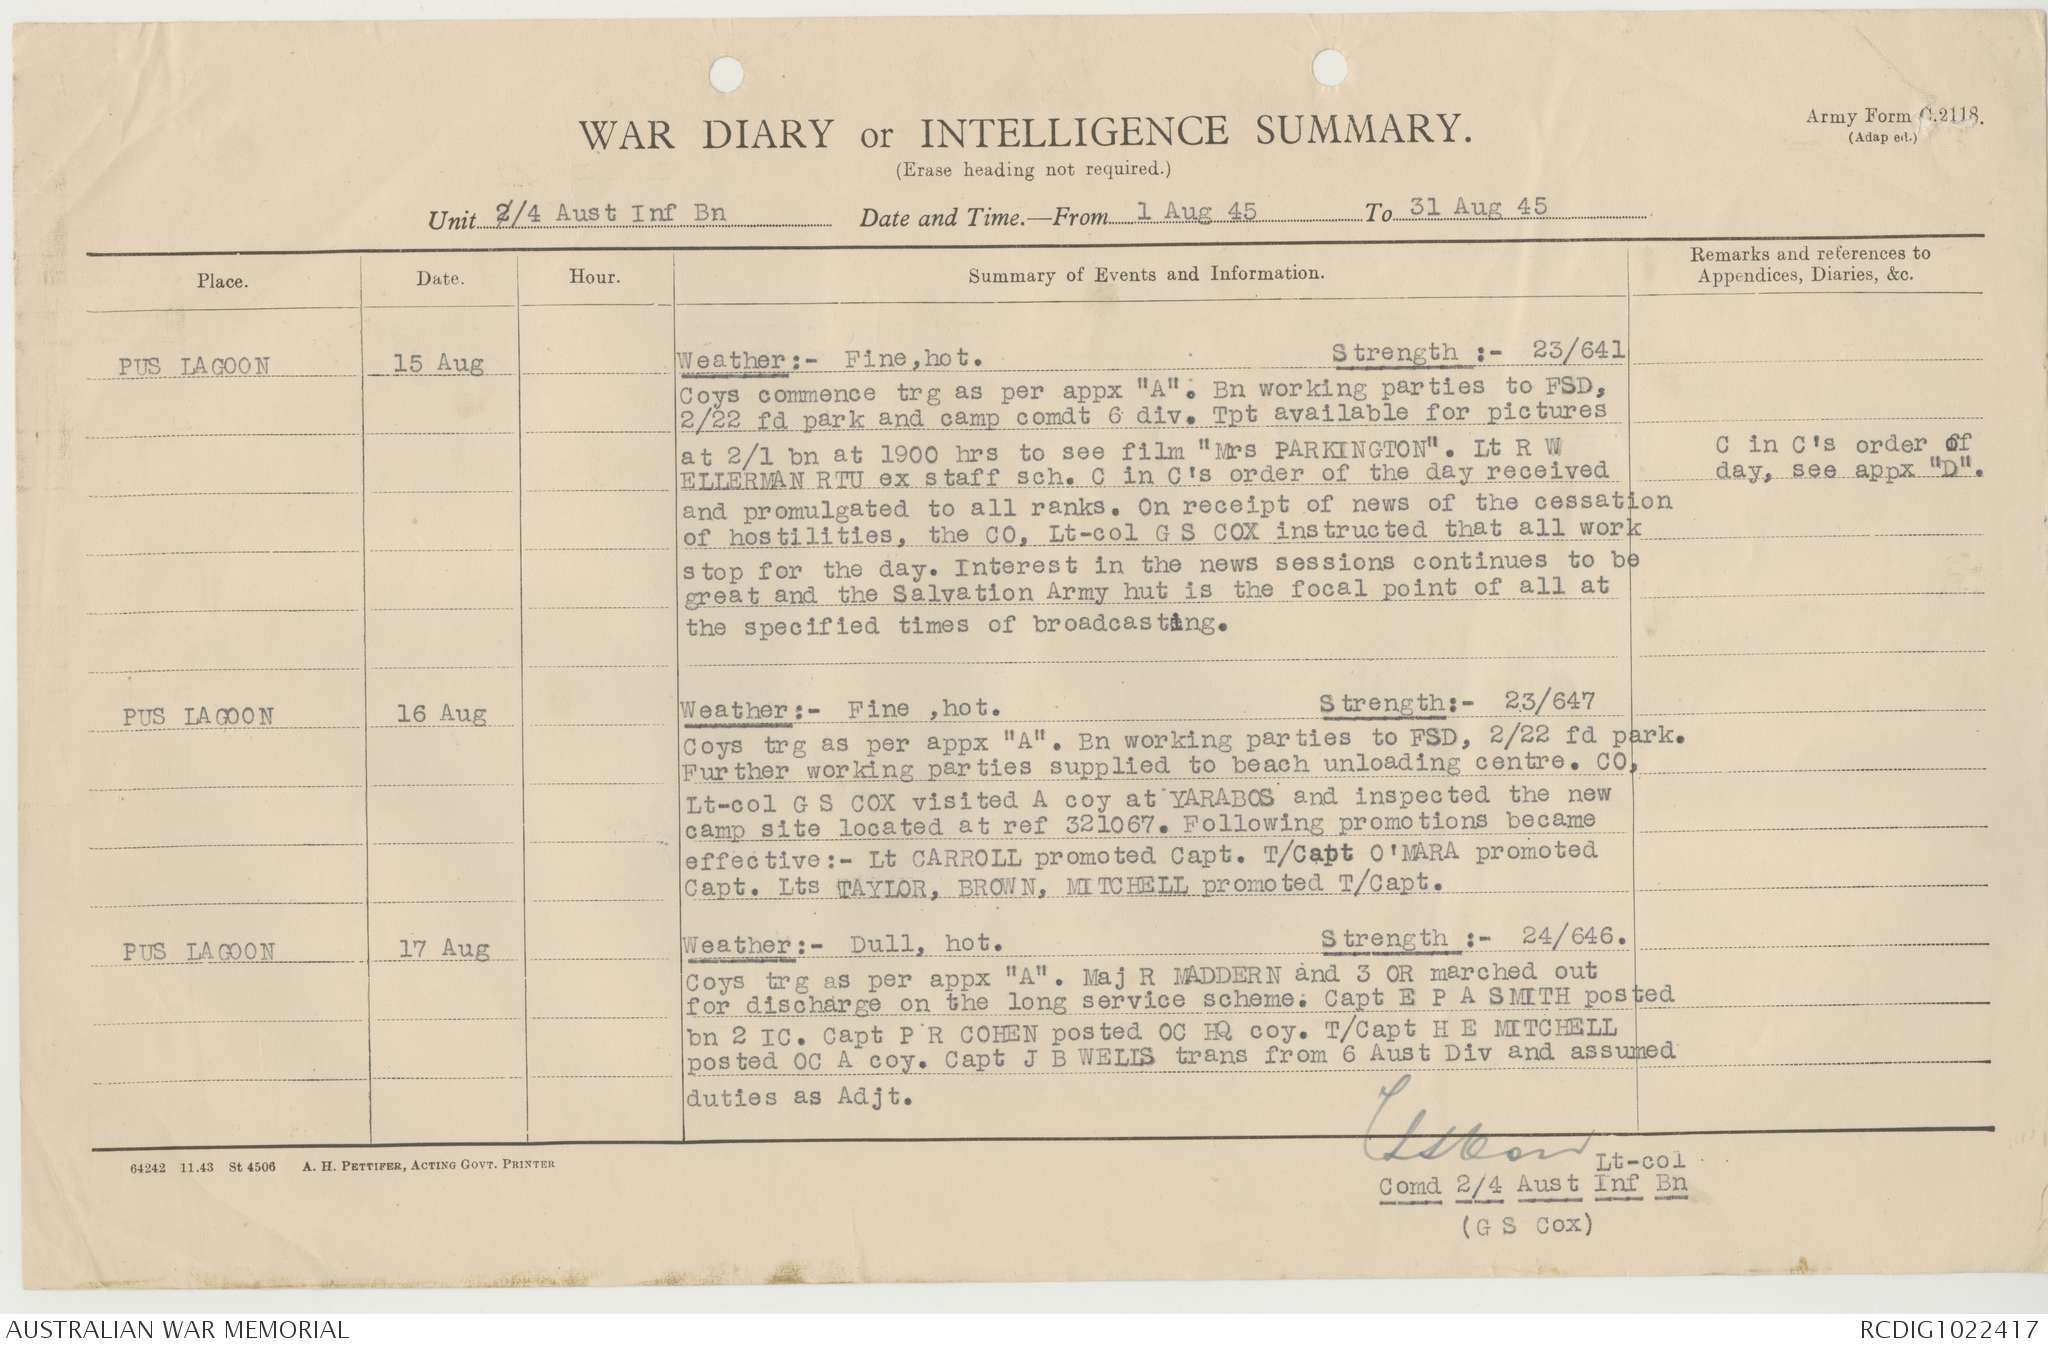 WAR DIARY or INTELLIGENCE SUMMARY.
Army Form C.2118.
(Adap ed.)
(Erase heading not required.)
Unit 2/4 Aust Inf Bn Date and Time.—From 1 Aug 45 To 31 Aug 45
Place. Date. Hour. Summary of Events and Information. Remarks and references to
Appendices, Diaries, &c.
PUS LAGOON 15 Aug Weather:- Fine,hot. Strength :- 23/641
Coys commence trg as per appx "A". Bn working parties to FSD,
2/22 fd park and camp comdt 6 div. Tpt available for pictures
at 2/1 bn at 1900 hrs to see film "Mrs PARKINGTON". Lt R W
ELLERMAN RTU ex staff sch. C in C's order of the day received
C in C's order of
day, see appx "D".
and promulgated to all ranks. On receipt of news of the cessation
of hostilities, the CO, Lt-col G S COX instructed that all work
stop for the day. Interest in the news sessions continues to be
great and the Salvation Army hut is the focal point of all at
the specified times of broadcasting.
PUS LAGOON 16 Aug Weather:- Fine ,hot. Strength:- 23/647
Coys trg as per appx "A". Bn working parties to FSD, 2/22 fd park.
Further working parties supplied to beach unloading centre. CO,
Lt-col G S COX visited A coy at YARABOS and inspected the new
camp site located at ref 321067. Following promotions became
effective:- Lt CARROLL promoted Capt. T/Capt O'MARA promoted
Capt. Lts TAYLOR, BROWN, MITCHELL promoted T/Capt.
PUS LAGOON 17 Aug Weather:- Dull, hot. Strength :- 24/646.
Coys trg as per appx "A". Maj R MADDERN and 3 OR marched out
for discharge on the long service scheme. Capt E P A SMITH posted
bn 2 IC. Capt P R COHEN posted OC HQ coy. T/Capt H E MITCHELL
posted OC A coy. Capt J B WELLS trans from 6 Aust Div and assumed
duties as Adjt.
64242 11.43 St 4506 A. H. PETTIFER, ACTING GOVT. PRINTER
GSCox Lt-col
Comd 2/4 Aust Inf Bn
(G S Cox)
AUSTRALIAN WAR MEMORIAL RCDIG1022417